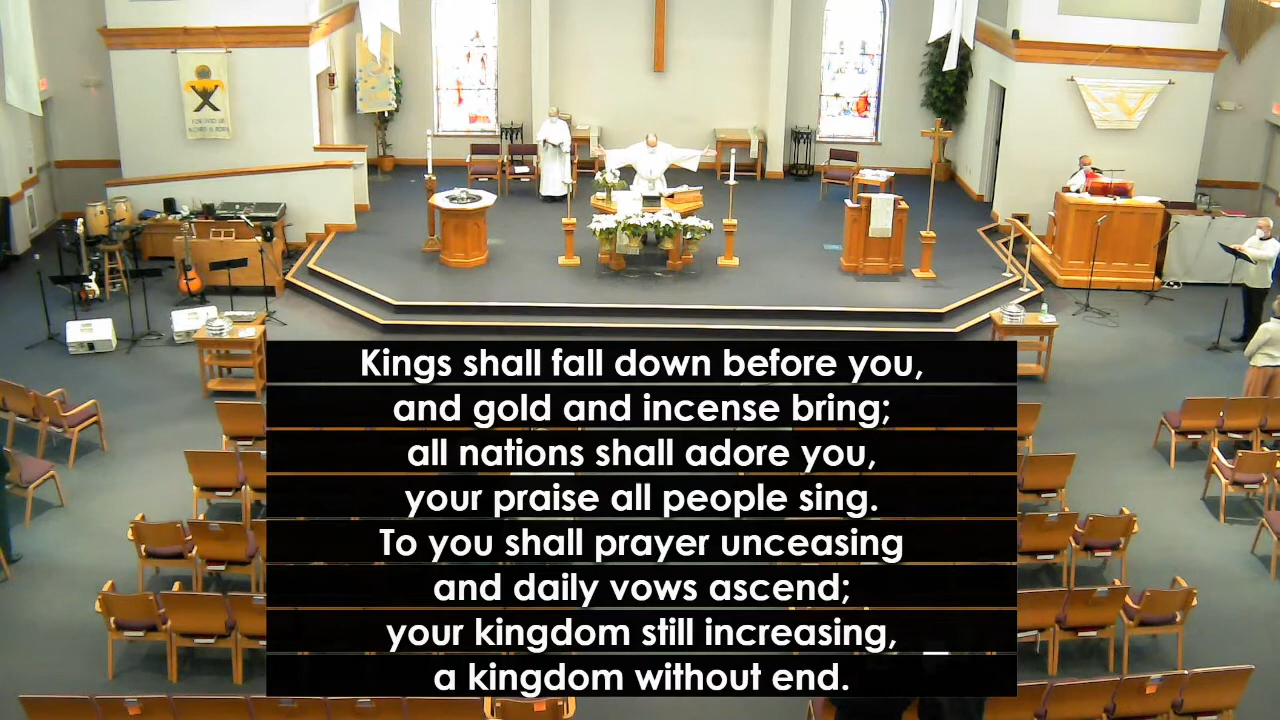 Kings shall fall down before you,
and gold and incense bring;
all nations shall adore you,
your praise all people sing.
To you shall prayer unceasing
and daily vows ascend;
your kingdom still increasing,
a kingdom without end.